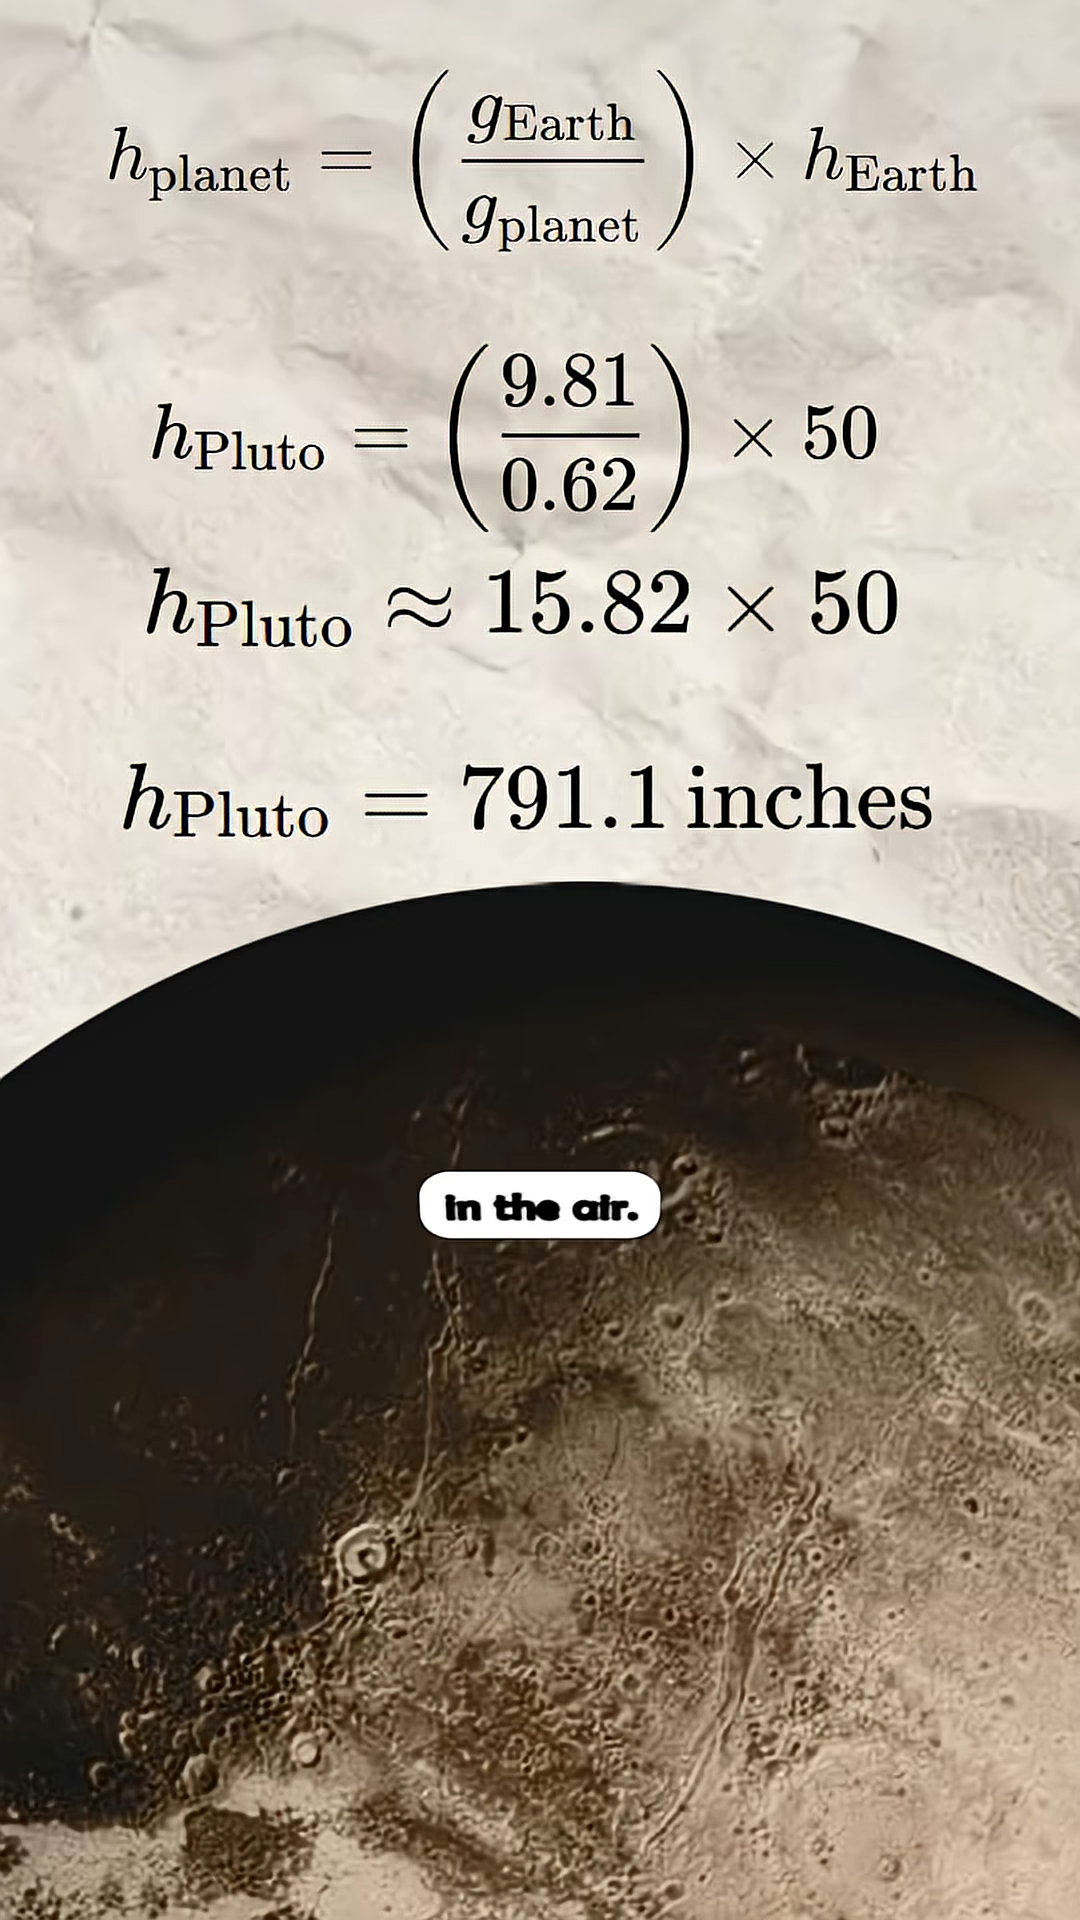 h_planet = (g_Earth / g_planet) × h_Earth
h_Pluto = (9.81 / 0.62) × 50
h_Pluto ≈ 15.82 × 50
h_Pluto = 791.1 inches
in the air.